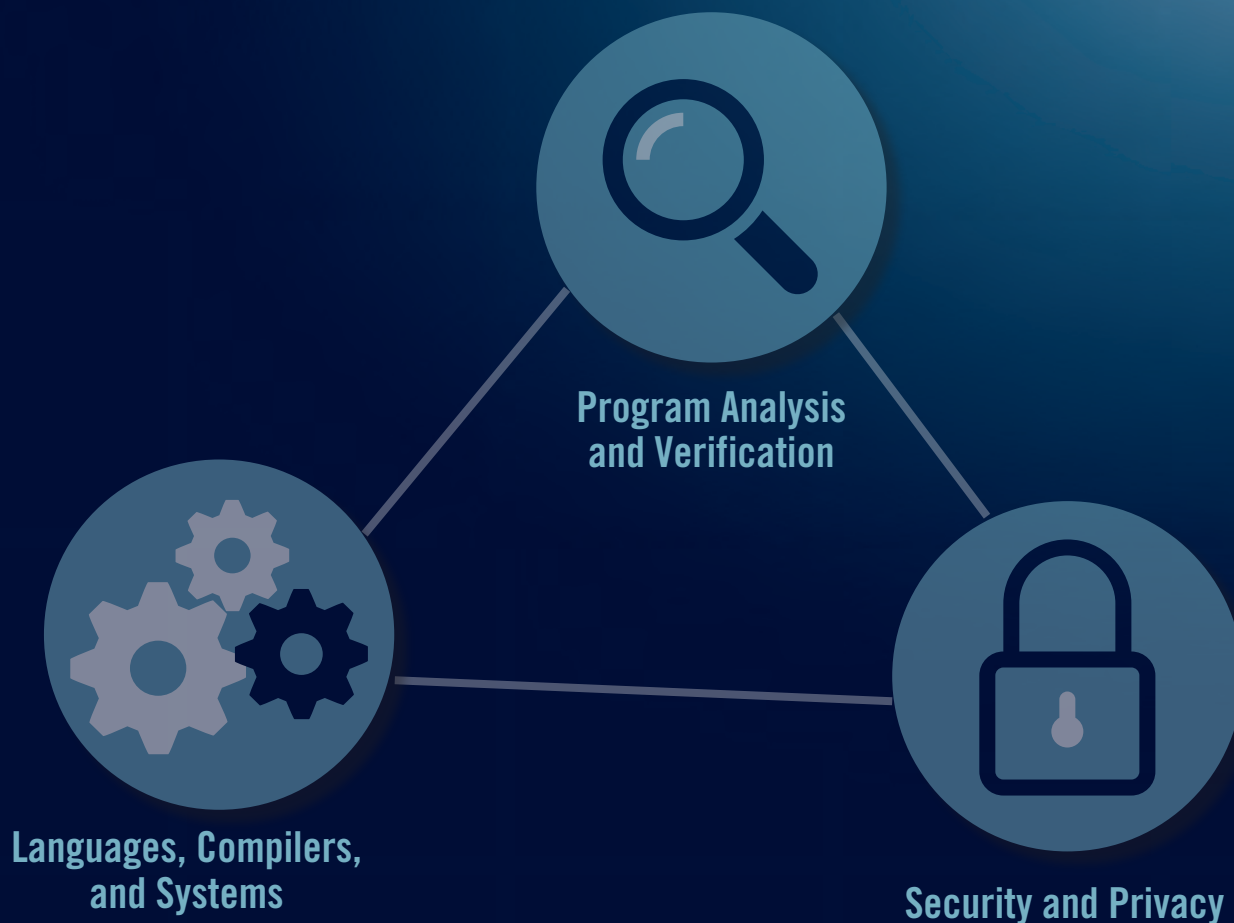 Program Analysis
and Verification
Languages, Compilers,
and Systems
Security and Privacy